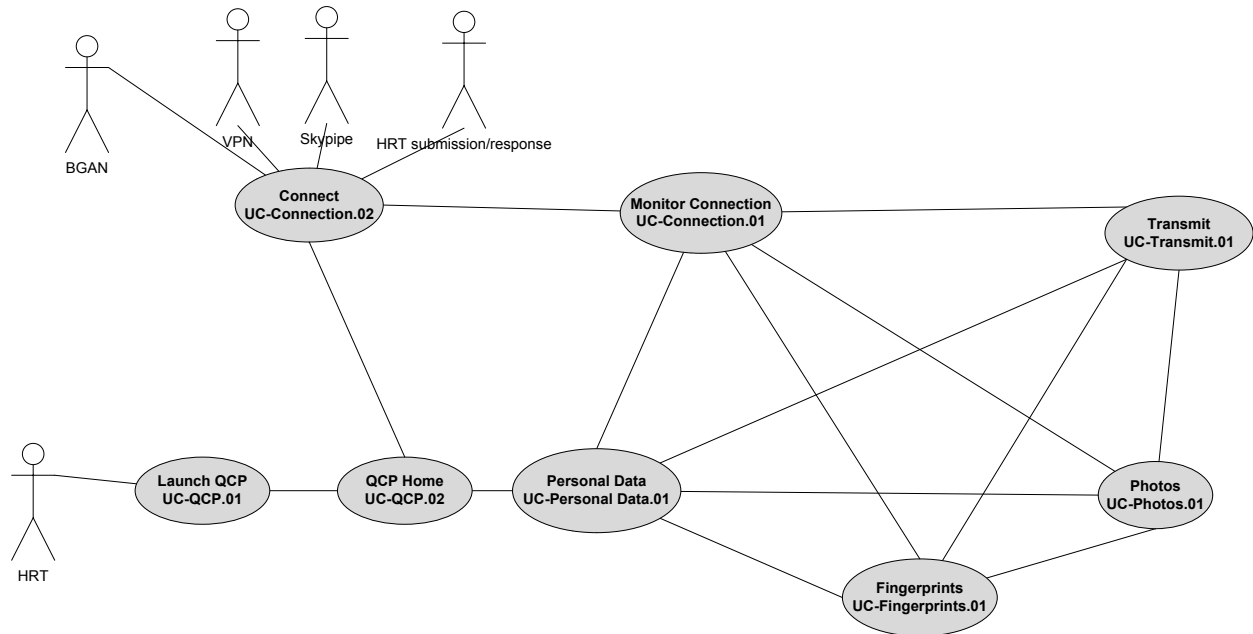 BGAN
VPN
Skypipe
HRT submission/response
Connect
UC-Connection.02
Monitor Connection
UC-Connection.01
Transmit
UC-Transmit.01
HRT
Launch QCP
UC-QCP.01
QCP Home
UC-QCP.02
Personal Data
UC-Personal Data.01
Photos
UC-Photos.01
Fingerprints
UC-Fingerprints.01